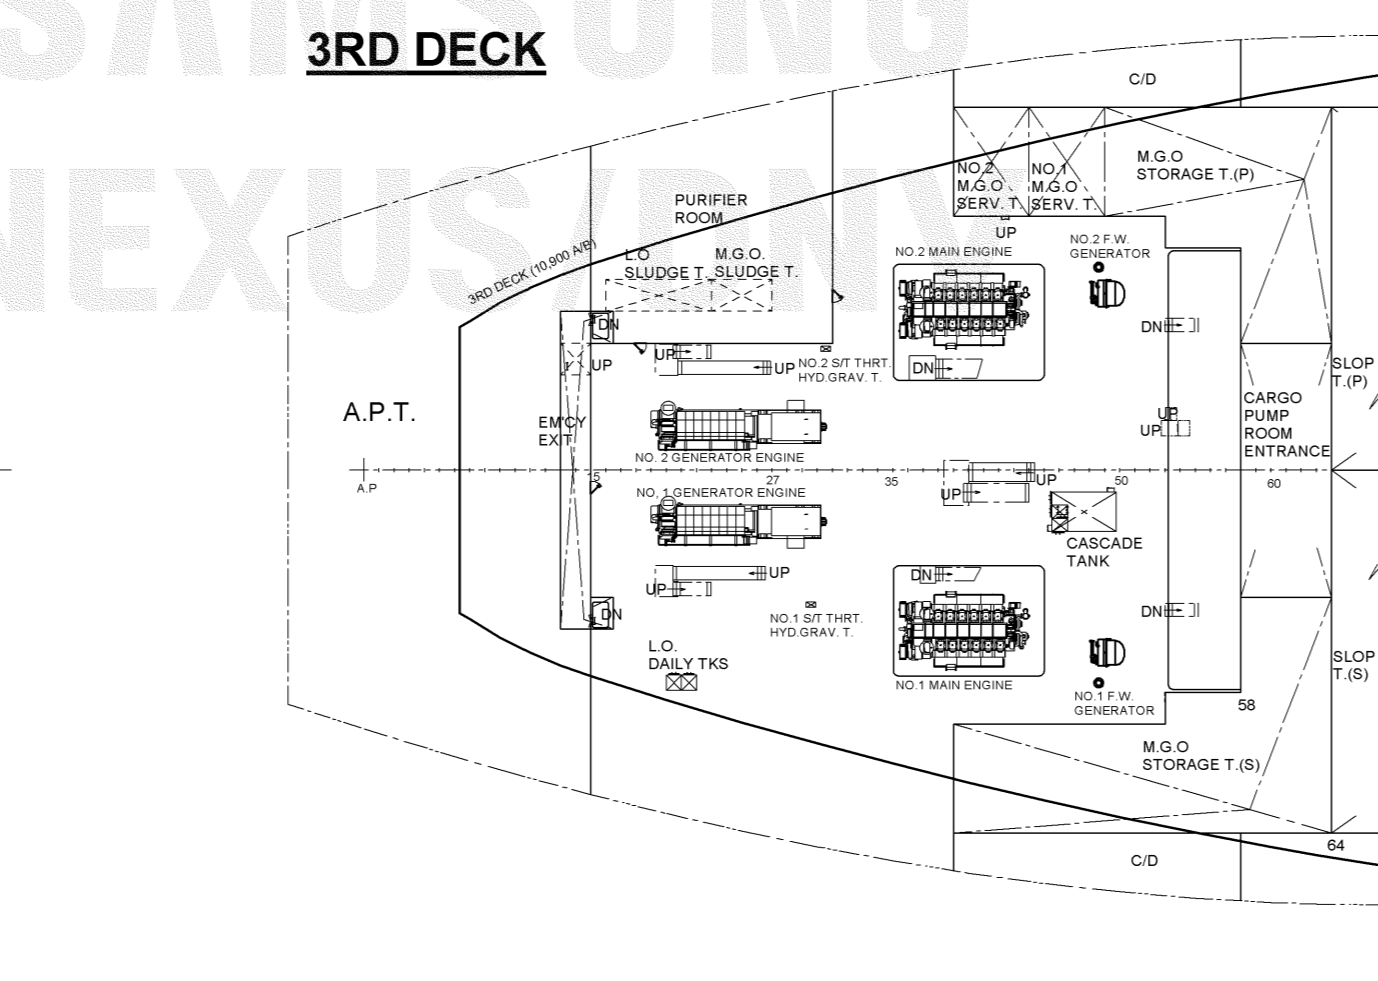 SAMSUNG
3RD DECK
NEXUS/DNV
C/D
NO.2
M.G.O
SERV. T.
NO.1
M.G.O
SERV. T.
M.G.O
STORAGE T.(P)
PURIFIER
ROOM
UP
NO.2 MAIN ENGINE
NO.2 F.W.
GENERATOR
3RD DECK (10,900 A/B)
L.O
SLUDGE T.
M.G.O.
SLUDGE T.
DN
DN
UP
UP
UP
NO.2 S/T THRT.
HYD.GRAV. T.
DN
SLOP
T.(P)
A.P.T.
EM'CY
EXIT
CARGO
PUMP
ROOM
ENTRANCE
UP
UP
NO. 2 GENERATOR ENGINE
A.P
15
27
35
50
60
UP
UP
NO, 1 GENERATOR ENGINE
CASCADE
TANK
UP
UP
DN
DN
DN
NO.1 S/T THRT.
HYD.GRAV. T.
L.O.
DAILY TKS
NO.1 MAIN ENGINE
NO.1 F.W.
GENERATOR
SLOP
T.(S)
58
M.G.O
STORAGE T.(S)
64
C/D